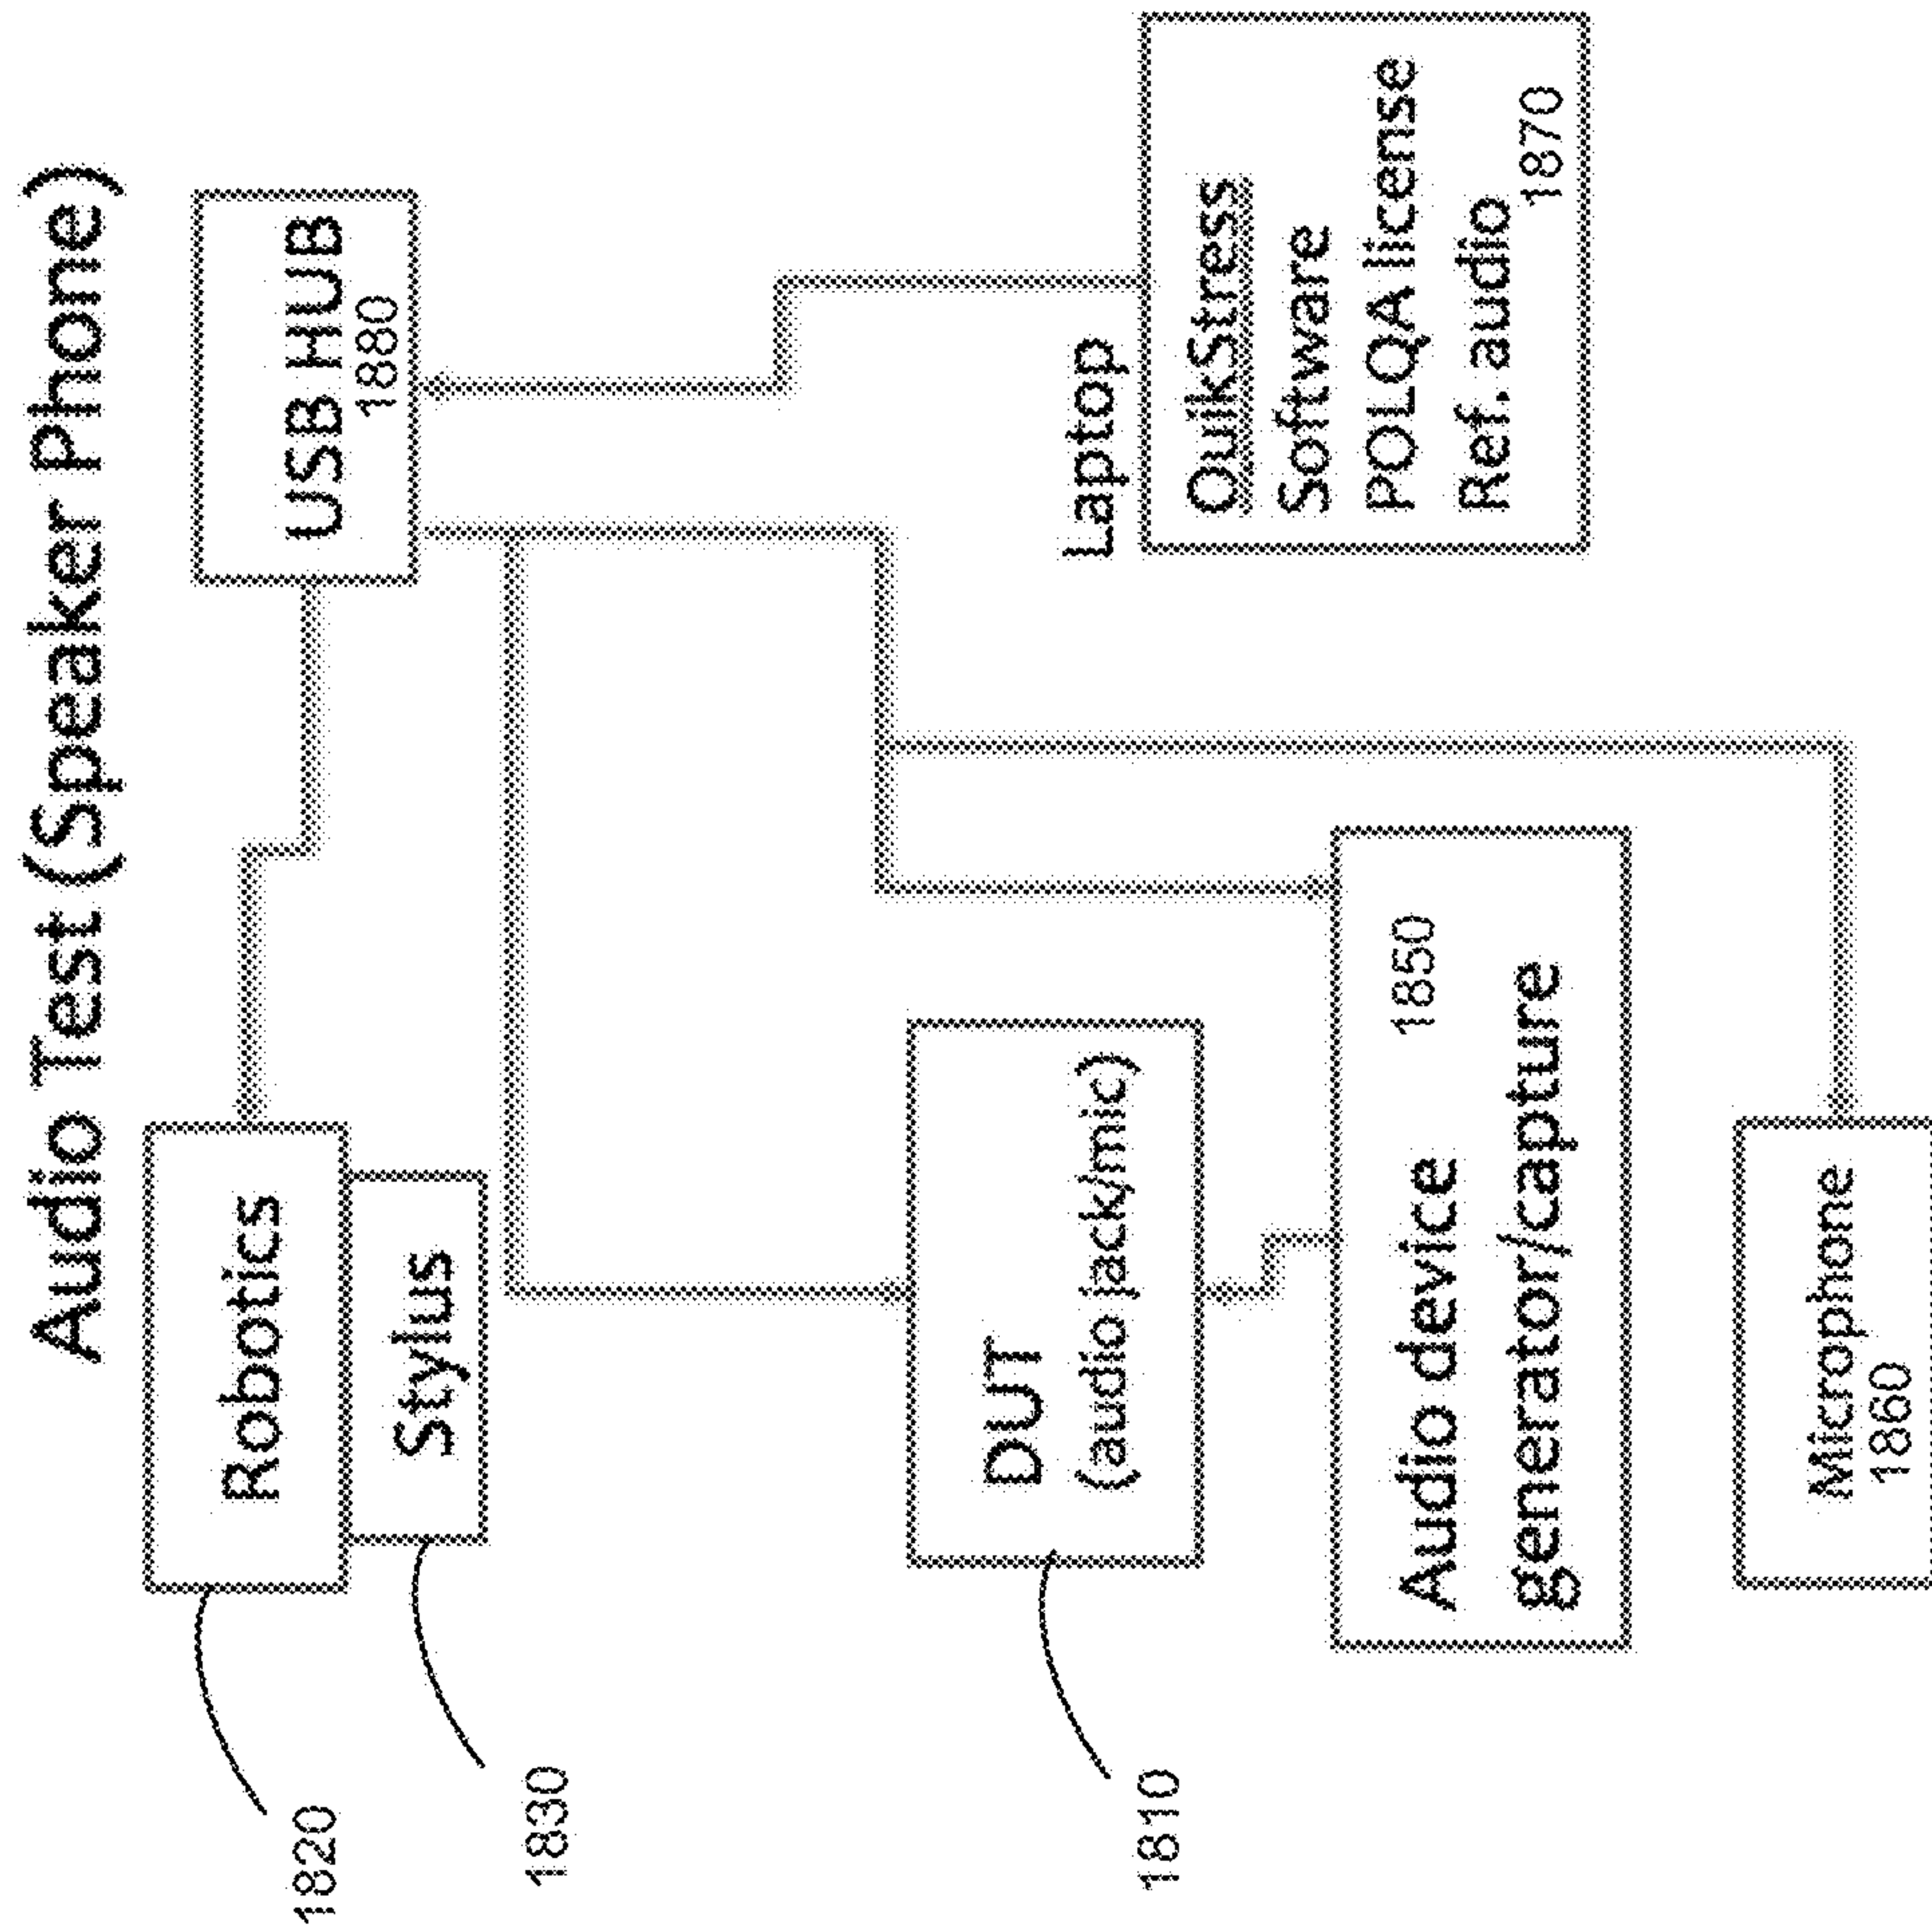 Audio Test (Speaker Phone)
Robotics
Stylus
1820
1830
USB HUB
1880
DUT
(audio jack/mic)
1810
Laptop
QuikStress
Software
POLQA license
Ref. audio
1870
Audio device
1850
generator/capture
Microphone
1860